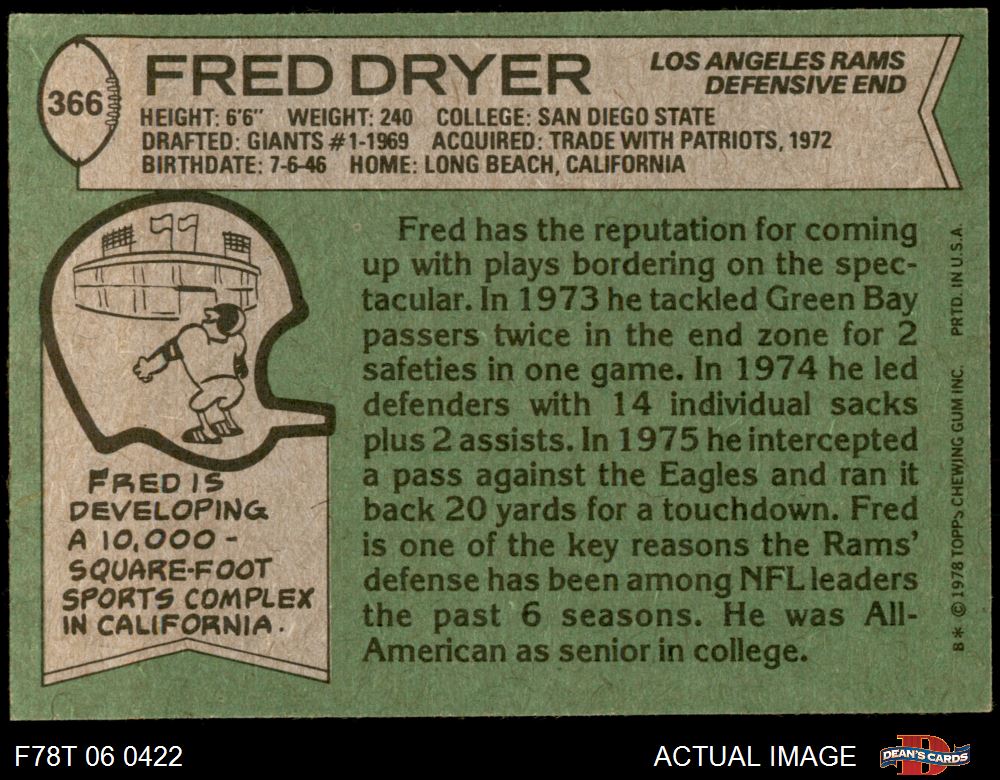 366
FRED DRYER
LOS ANGELES RAMS
DEFENSIVE END
HEIGHT: 6'6" WEIGHT: 240 COLLEGE: SAN DIEGO STATE
DRAFTED: GIANTS #1-1969 ACQUIRED: TRADE WITH PATRIOTS, 1972
BIRTHDATE: 7-6-46 HOME: LONG BEACH, CALIFORNIA
Fred has the reputation for coming
up with plays bordering on the spec-
tacular. In 1973 he tackled Green Bay
passers twice in the end zone for 2
safeties in one game. In 1974 he led
defenders with 14 individual sacks
plus 2 assists. In 1975 he intercepted
a pass against the Eagles and ran it
back 20 yards for a touchdown. Fred
is one of the key reasons the Rams'
defense has been among NFL leaders
the past 6 seasons. He was All-
American as senior in college.
FRED IS
DEVELOPING
A 10,000-
SQUARE-FOOT
SPORTS COMPLEX
IN CALIFORNIA.
B* © 1978 TOPPS CHEWING GUM INC. PRTD. IN U.S.A.
F78T 06 0422
ACTUAL IMAGE
D
DEAN'S CARDS